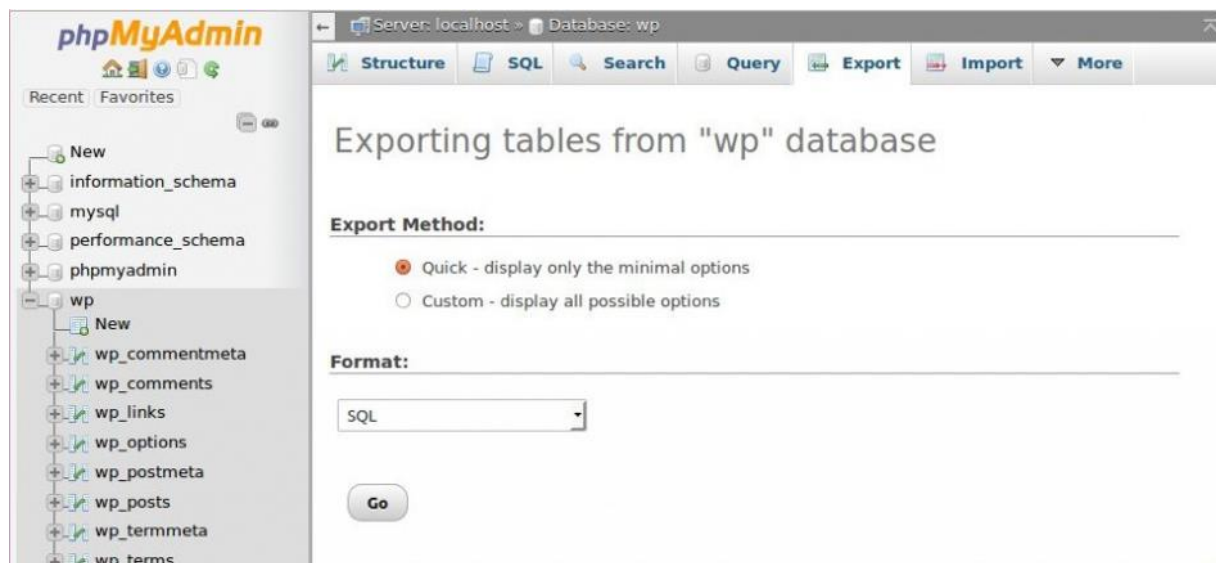 phpMyAdmin
Recent Favorites
New
information_schema
mysql
performance_schema
phpmyadmin
wp
New
wp_commentmeta
wp_comments
wp_links
wp_options
wp_postmeta
wp_posts
wp_termmeta
wp_terms
Server: localhost » Database: wp
Structure SQL Search Query Export Import More
Exporting tables from "wp" database
Export Method:
Quick - display only the minimal options
Custom - display all possible options
Format:
SQL
Go